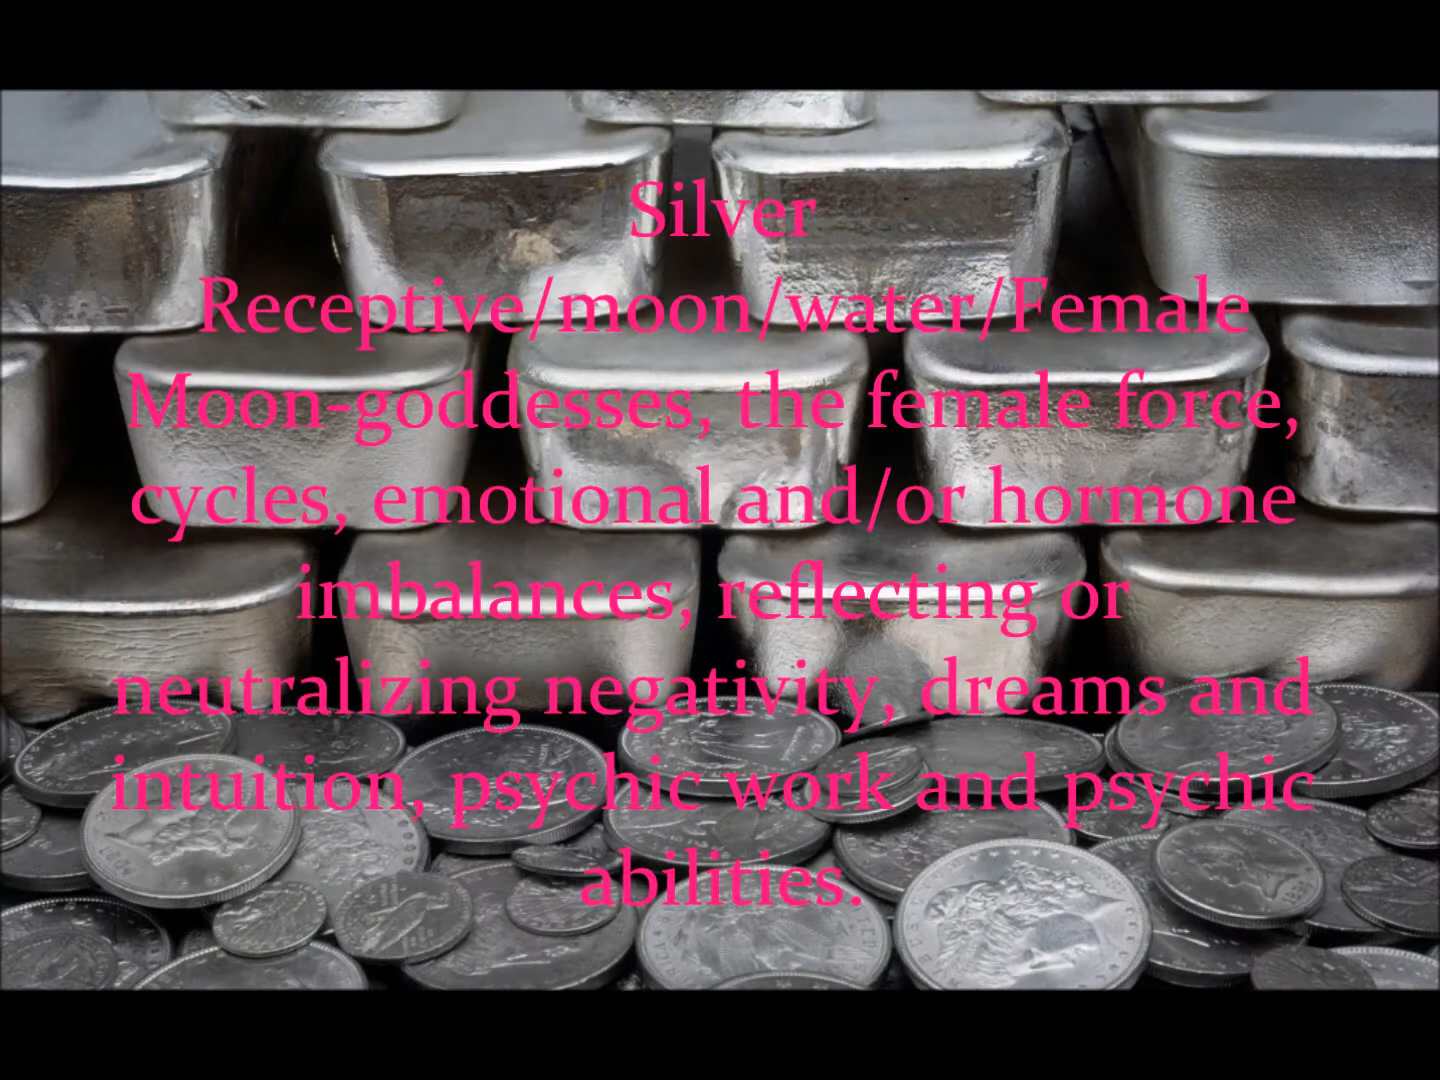 Silver
Receptive/moon/water/Female
Moon-goddesses, the female force,
cycles, emotional and/or hormone
imbalances, reflecting or
neutralizing negativity, dreams and
intuition, psychic work and psychic
abilities.